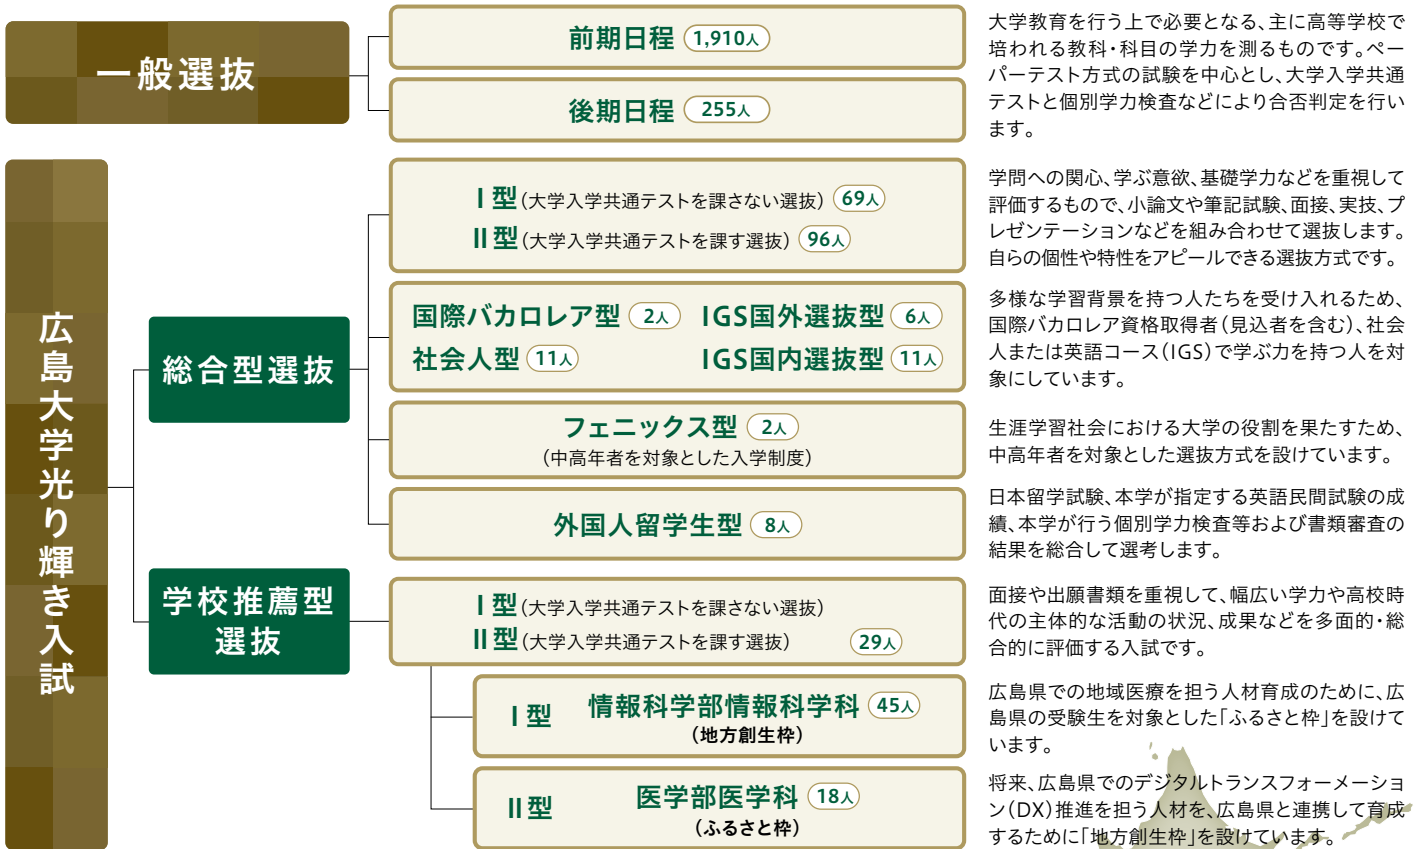 一般選抜
前期日程 1,910人
後期日程 255人
大学教育を行う上で必要となる、主に高等学校で
培われる教科・科目の学力を測るものです。ペー
パーテスト方式の試験を中心とし、大学入学共通
テストと個別学力検査などにより合否判定を行い
ます。
広島大学光り輝き入試
総合型選抜
Ⅰ型(大学入学共通テストを課さない選抜) 69人
Ⅱ型(大学入学共通テストを課す選抜) 96人
学問への関心、学ぶ意欲、基礎学力などを重視して
評価するもので、小論文や筆記試験、面接、実技、プ
レゼンテーションなどを組み合わせて選抜します。
自らの個性や特性をアピールできる選抜方式です。
国際バカロレア型 2人 IGS国外選抜型 6人
社会人型 11人 IGS国内選抜型 11人
多様な学習背景を持つ人たちを受け入れるため、
国際バカロレア資格取得者(見込者を含む)、社会
人または英語コース(IGS)で学ぶ力を持つ人を対
象にしています。
フェニックス型 2人
(中高年者を対象とした入学制度)
生涯学習社会における大学の役割を果たすため、
中高年者を対象とした選抜方式を設けています。
外国人留学生型 8人
日本留学試験、本学が指定する英語民間試験の成
績、本学が行う個別学力検査等および書類審査の
結果を総合して選考します。
学校推薦型
選抜
Ⅰ型(大学入学共通テストを課さない選抜)
Ⅱ型(大学入学共通テストを課す選抜) 29人
面接や出願書類を重視して、幅広い学力や高校時
代の主体的な活動の状況、成果などを多面的・総
合的に評価する入試です。
Ⅰ型 情報科学部情報科学科 45人
(地方創生枠)
広島県での地域医療を担う人材育成のために、広
島県の受験生を対象とした「ふるさと枠」を設けて
います。
Ⅱ型 医学部医学科 18人
(ふるさと枠)
将来、広島県でのデジタルトランスフォーメーショ
ン(DX)推進を担う人材を、広島県と連携して育成
するために「地方創生枠」を設けています。